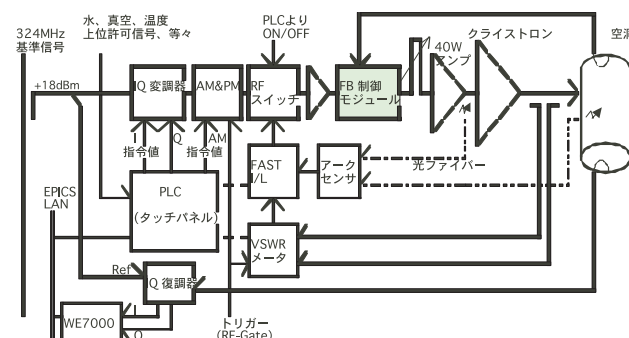 水、真空、温度
上位許可信号、等々
PLCより
ON/OFF
クライストロン
空洞
324MHz
基準信号
40W
アンプ
+18dBm
IQ 変調器
AM&PM
RF
スイッチ
FB 制御
モジュール
I
Q
AM
指令値
指令値
FAST
I/L
アーク
センサ
光ファイバー
EPICS
LAN
PLC
(タッチパネル)
VSWR
メータ
Ref
IQ 復調器
WE7000
I
Q
トリガー
(RF-Gate)